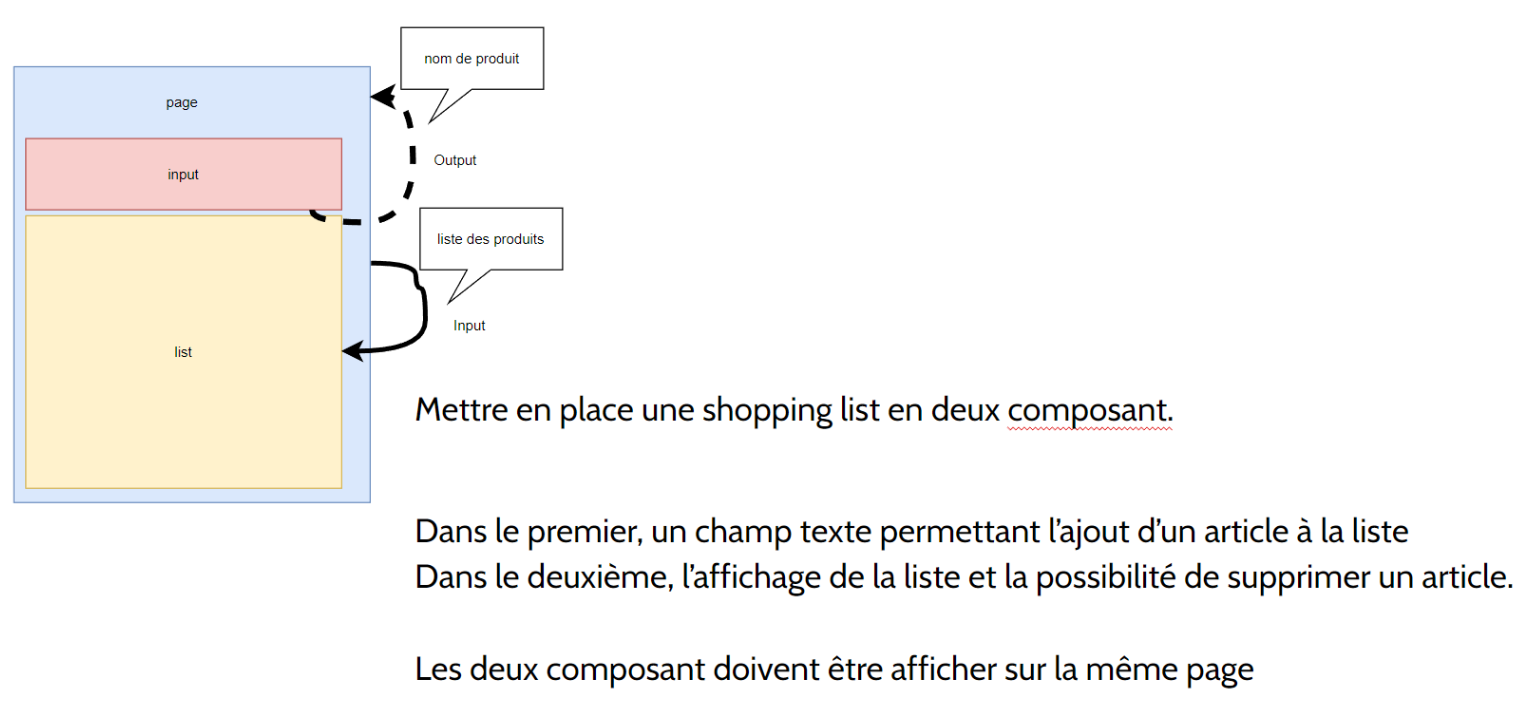 nom de produit
page
Output
input
liste des produits
Input
list
Mettre en place une shopping list en deux composant.
Dans le premier, un champ texte permettant l’ajout d’un article à la liste
Dans le deuxième, l’affichage de la liste et la possibilité de supprimer un article.
Les deux composant doivent être afficher sur la même page